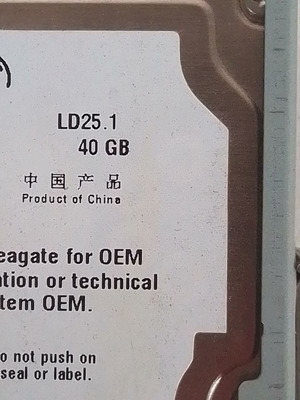 LD25.1
40 GB
中国产品
Product of China
eagate for OEM
ation or technical
tem OEM.
o not push on
seal or label.